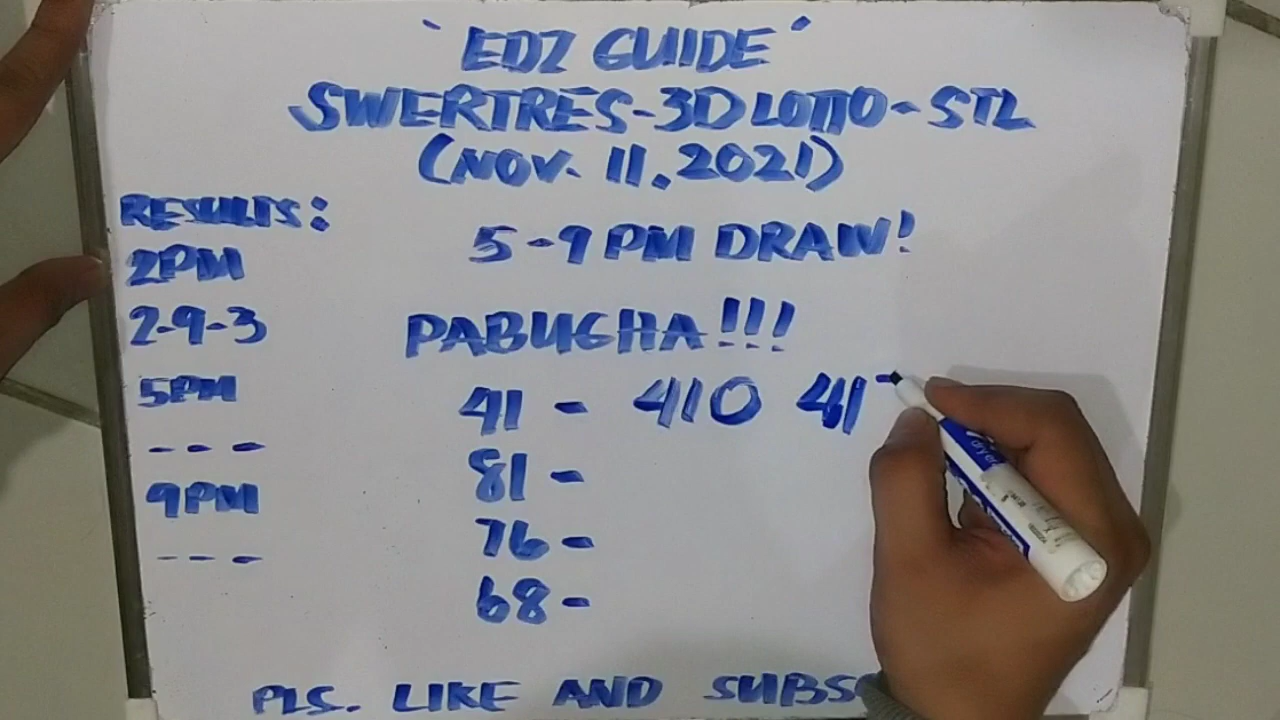 'EDZ GUIDE'
SWERTRES-3D LOTTO-STL
(NOV. 11, 2021)
RESULTS:
2PM
2-9-3
5PM
- - -
9PM
- - -
5-9 PM DRAW!
PABUGHA!!!
41 - 410 41
81 -
76 -
68 -
PLS. LIKE AND SUBSC